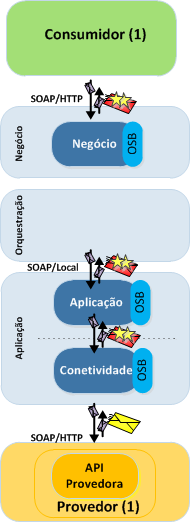 Consumidor (1)
SOAP/HTTP
Negócio
Negócio
OSB
Orquestração
SOAP/Local
Aplicação
Aplicação
OSB
Conetividade
OSB
SOAP/HTTP
API
Provedora
Provedor (1)